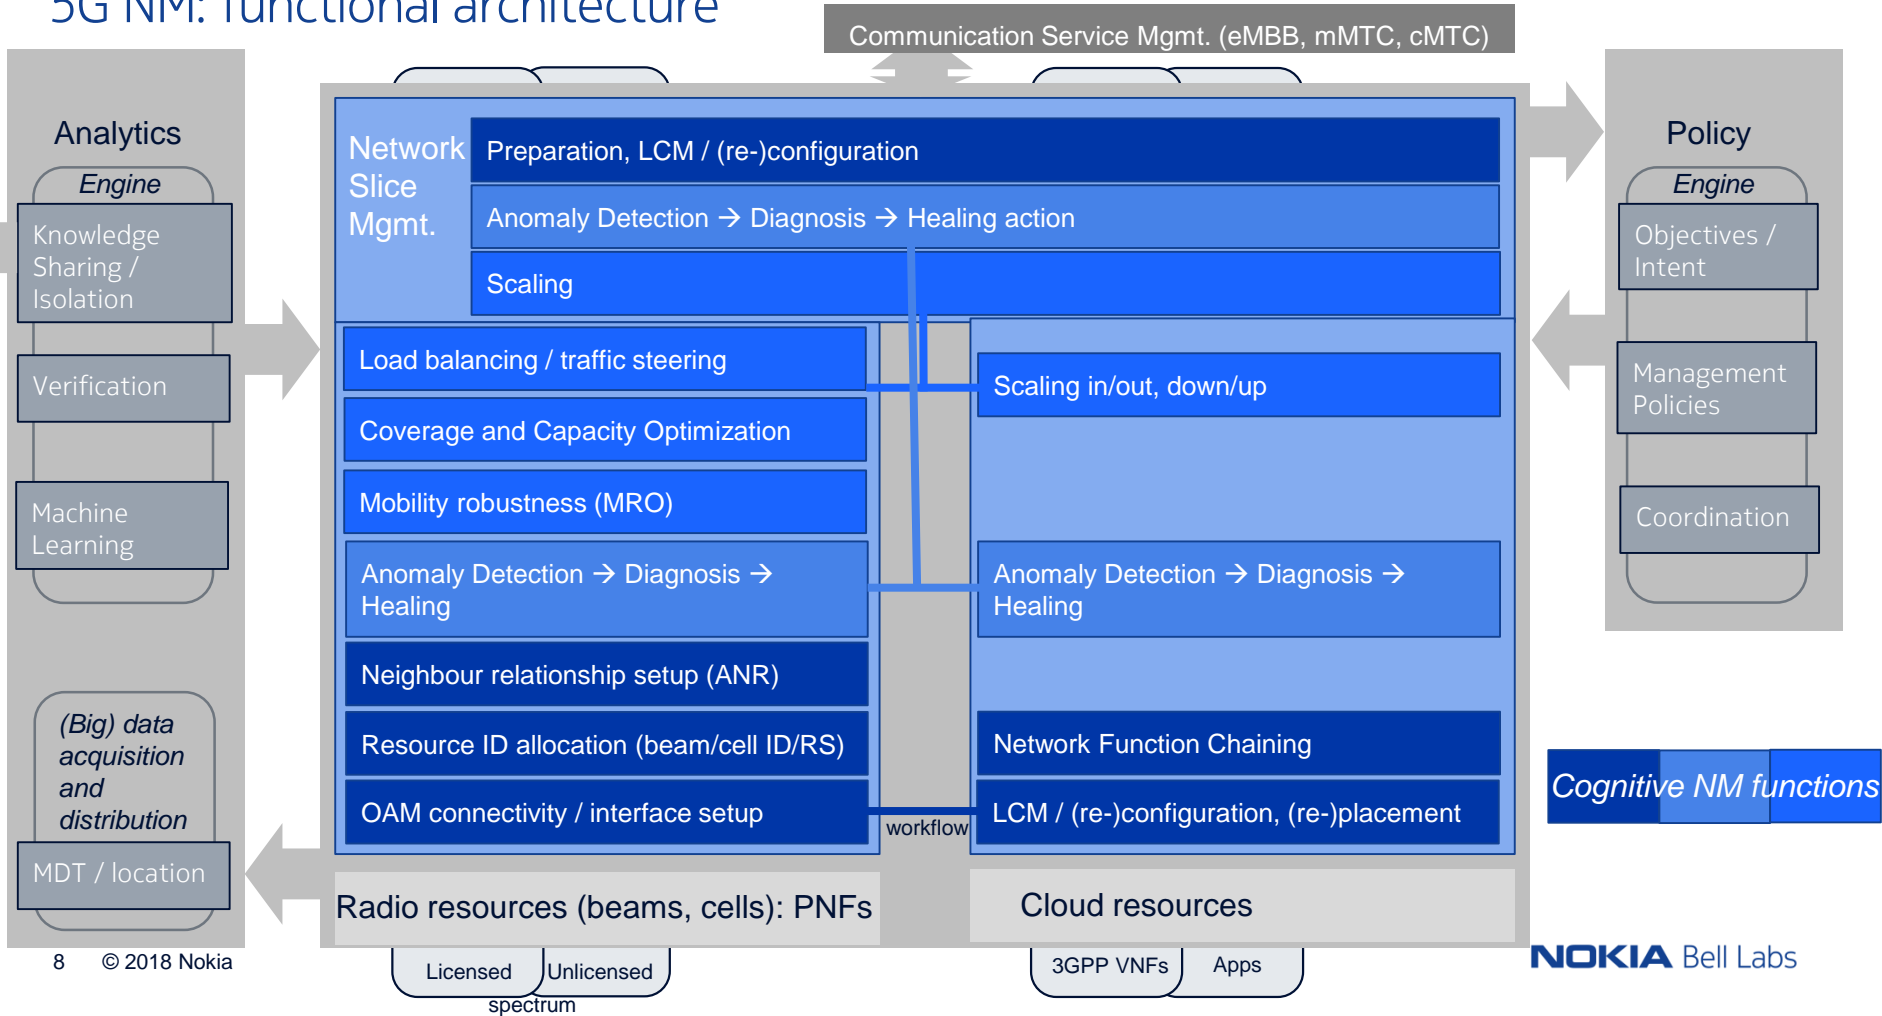 5G NM: functional architecture
Communication Service Mgmt. (eMBB, mMTC, cMTC)
Analytics
Engine
Knowledge
Sharing /
Isolation
Verification
Machine
Learning
(Big) data
acquisition
and
distribution
MDT / location
Network
Slice
Mgmt.
Preparation, LCM / (re-)configuration
Anomaly Detection → Diagnosis → Healing action
Scaling
Load balancing / traffic steering
Coverage and Capacity Optimization
Mobility robustness (MRO)
Anomaly Detection → Diagnosis →
Healing
Neighbour relationship setup (ANR)
Resource ID allocation (beam/cell ID/RS)
OAM connectivity / interface setup
workflow
Scaling in/out, down/up
Anomaly Detection → Diagnosis →
Healing
Network Function Chaining
LCM / (re-)configuration, (re-)placement
Radio resources (beams, cells): PNFs
Cloud resources
Licensed
Unlicensed
spectrum
3GPP VNFs
Apps
Policy
Engine
Objectives /
Intent
Management
Policies
Coordination
Cognitive NM functions
8 © 2018 Nokia
NOKIA Bell Labs